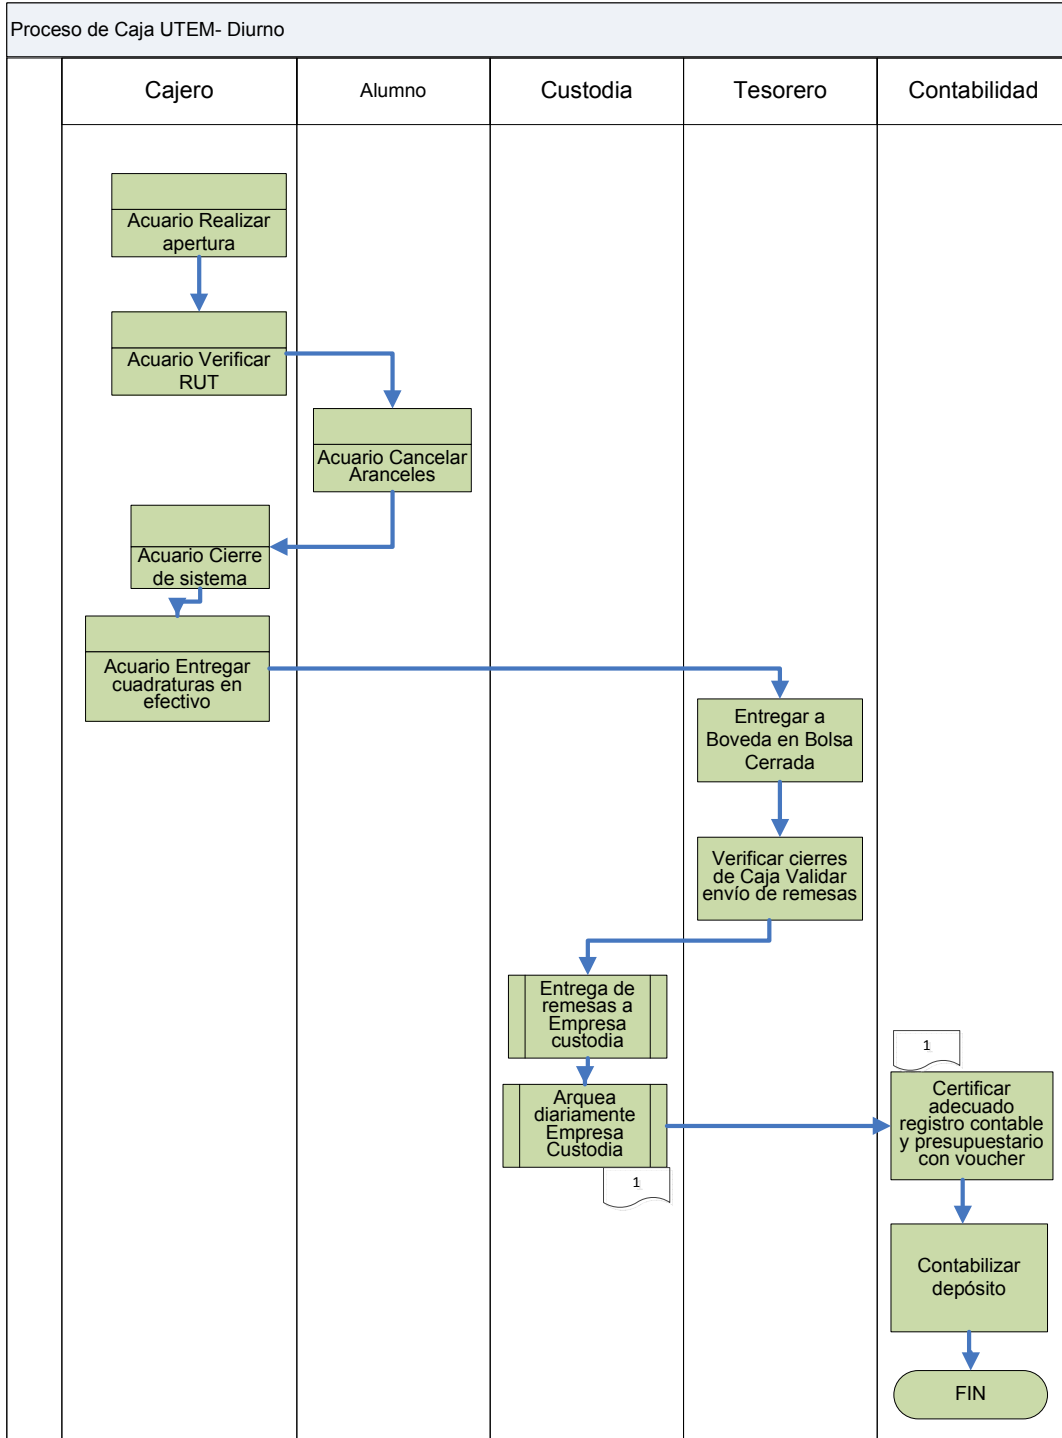 Proceso de Caja UTEM- Diurno
Cajero
Alumno
Custodia
Tesorero
Contabilidad
Acuario Realizar
apertura
Acuario Verificar
RUT
Acuario Cancelar
Aranceles
Acuario Cierre
de sistema
Acuario Entregar
cuadraturas en
efectivo
Entregar a
Boveda en Bolsa
Cerrada
Verificar cierres
de Caja Validar
envío de remesas
Entrega de
remesas a
Empresa
custodia
Arquea
diariamente
Empresa
Custodia
1
1
Certificar
adecuado
registro contable
y presupuestario
con voucher
Contabilizar
depósito
FIN